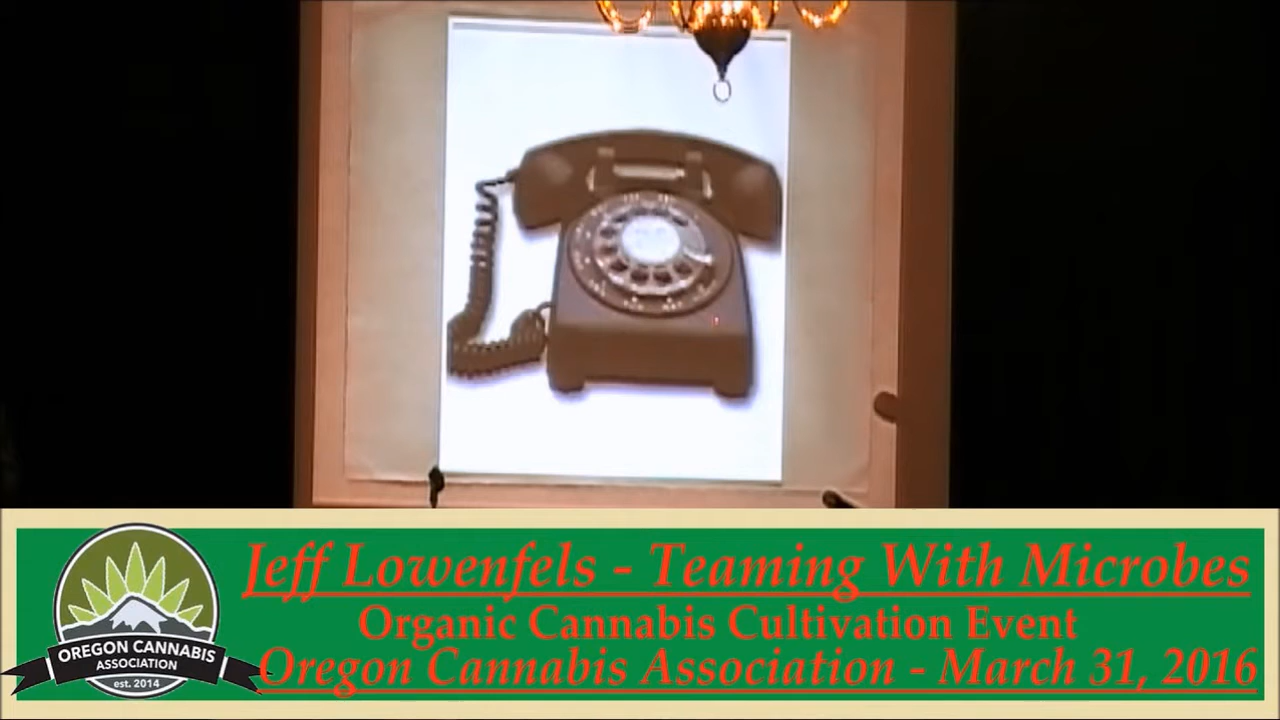 Jeff Lowenfels - Teaming With Microbes
Organic Cannabis Cultivation Event
Oregon Cannabis Association - March 31, 2016
OREGON CANNABIS
ASSOCIATION
est. 2014